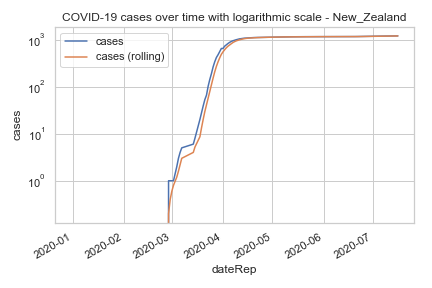 COVID-19 cases over time with logarithmic scale - New_Zealand
cases
cases (rolling)
10³
10²
10¹
10⁰
cases
2020-01
2020-02
2020-03
2020-04
2020-05
2020-06
2020-07
dateRep